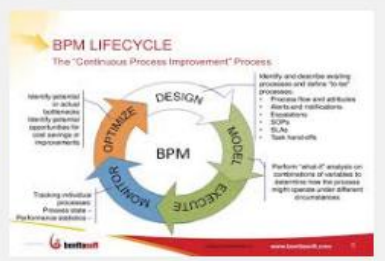 BPM LIFECYCLE
The "Continuous Process Improvement" Process
Identify potential
or actual
bottlenecks
Identify potential
opportunities for
cost savings or
improvements
Identify and describe existing
processes and define "to be"
processes:
• Process flow and attributes
• Alerts and notifications
• Escalations
• SOPs
• SLAs
• Task hand-offs
DESIGN
MODEL
EXECUTE
MONITOR
OPTIMIZE
BPM
Perform "what-if" analysis on
combinations of variables to
determine how the process
might operate under different
circumstances
Tracking individual
processes:
Process state -
Performance statistics -
bonitasoft
www.bonitasoft.com